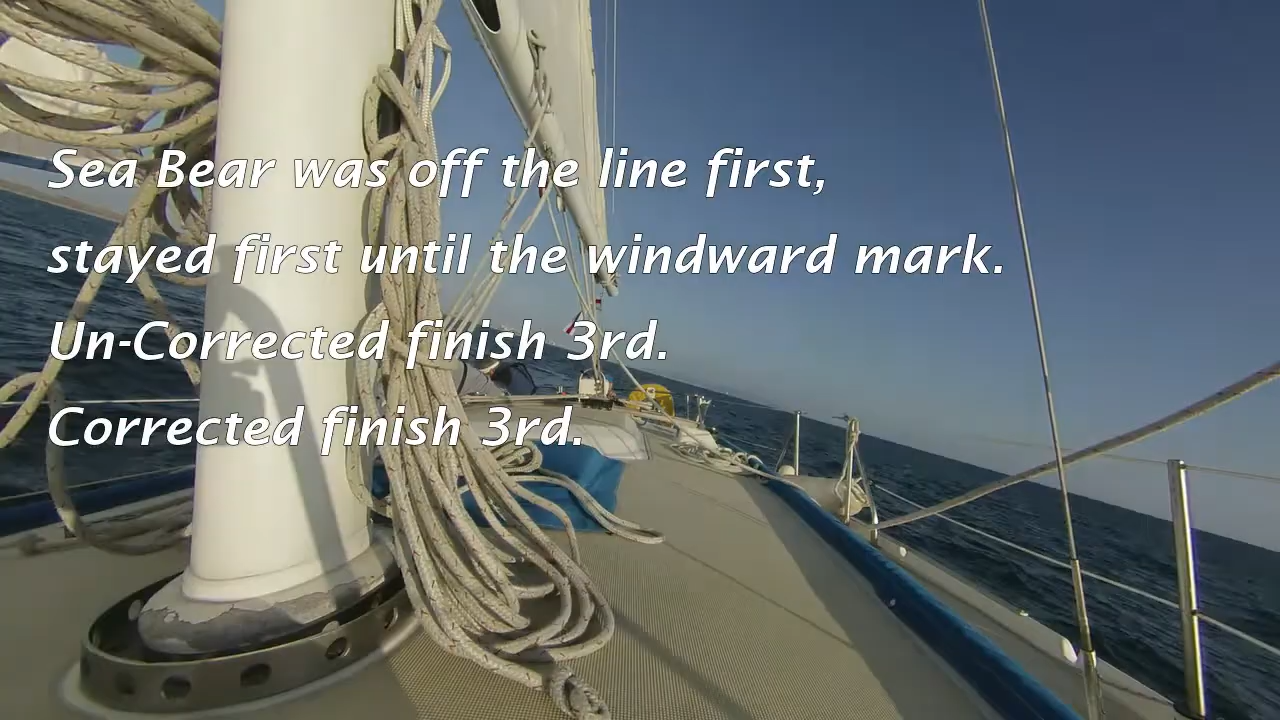 Sea Bear was off the line first,
stayed first until the windward mark.
Un-Corrected finish 3rd.
Corrected finish 3rd.